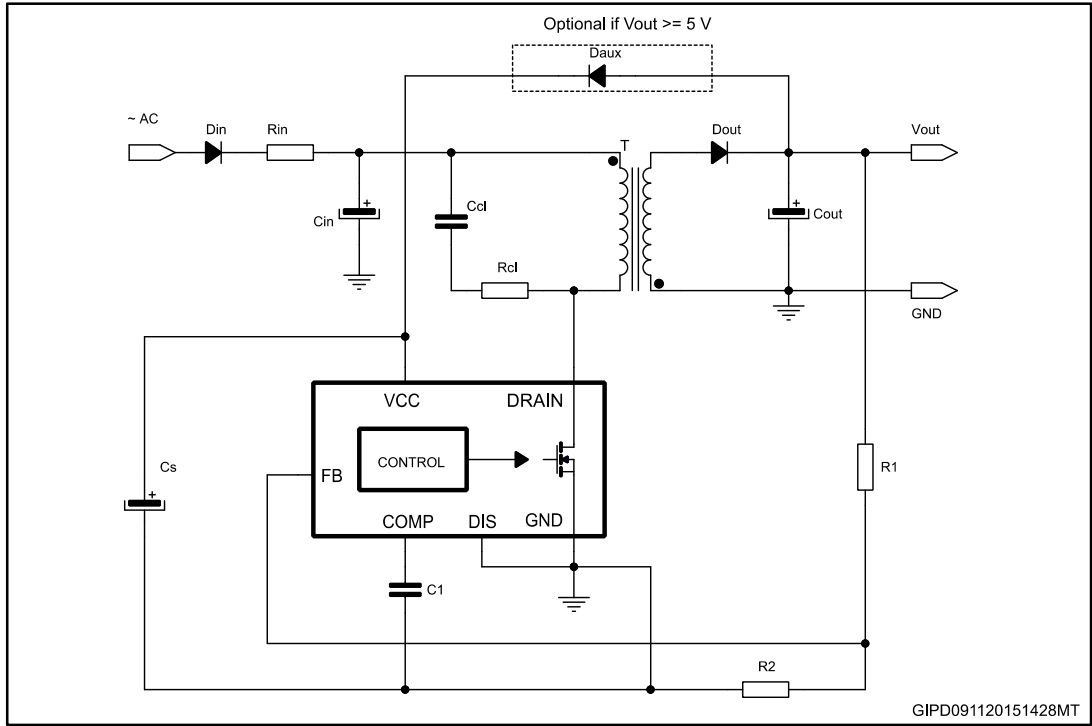 Optional if Vout >= 5 V
Daux
~ AC
Din
Rin
T
Dout
Vout
Cin
+
Ccl
+
Cout
Rcl
GND
VCC
DRAIN
Cs
+
CONTROL
FB
R1
COMP
DIS
GND
C1
R2
GIPD091120151428MT